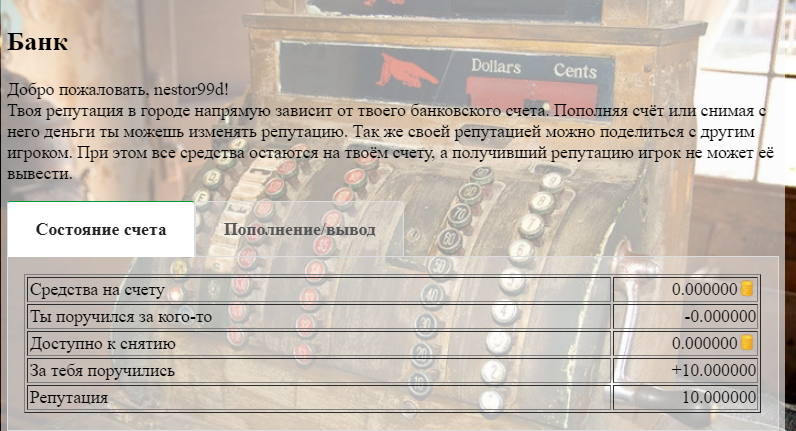 Dollars Cents
Банк
Добро пожаловать, nestor99d!
Твоя репутация в городе напрямую зависит от твоего банковского счета. Пополняя счёт или снимая с
него деньги ты можешь изменять репутацию. Так же своей репутацией можно поделиться с другим
игроком. При этом все средства остаются на твоём счету, а получивший репутацию игрок не может её
вывести.
Состояние счета Пополнение/вывод
Средства на счету 0.000000
Ты поручился за кого-то -0.000000
Доступно к снятию 0.000000
За тебя поручились +10.000000
Репутация 10.000000